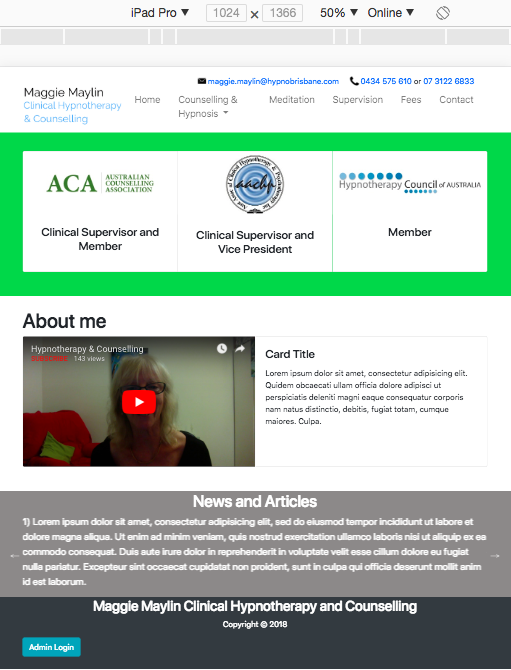 iPad Pro ▼ 1024 × 1366 50% ▼ Online ▼
maggie.maylin@hypnobrisbane.com 0434 575 610 or 07 3122 6833
Maggie Maylin
Clinical Hypnotherapy
& Counselling
Home Counselling &
Hypnosis Meditation Supervision Fees Contact
ACA AUSTRALIAN
COUNSELLING
ASSOCIATION
Clinical Supervisor and
Member
aachp
Clinical Supervisor and
Vice President
Hypnotherapy Council of AUSTRALIA
Member
About me
Hypnotherapy & Counselling
SUBSCRIBE 143 views
Card Title
Lorem ipsum dolor sit amet, consectetur adipisicing elit.
Quidem obcaecati ullam officia dolore adipisci ut
perspiciatis deleniti magni eaque consequatur corporis
nam natus distinctio, debitis, fugiat totam, cumque
maiores. Culpa.
News and Articles
1) Lorem ipsum dolor sit amet, consectetur adipisicing elit, sed do eiusmod tempor incididunt ut labore et
dolore magna aliqua. Ut enim ad minim veniam, quis nostrud exercitation ullamco laboris nisi ut aliquip ex ea
← commodo consequat. Duis aute irure dolor in reprehenderit in voluptate velit esse cillum dolore eu fugiat →
nulla pariatur. Excepteur sint occaecat cupidatat non proident, sunt in culpa qui officia deserunt mollit anim
id est laborum.
Maggie Maylin Clinical Hypnotherapy and Counselling
Copyright © 2018
Admin Login